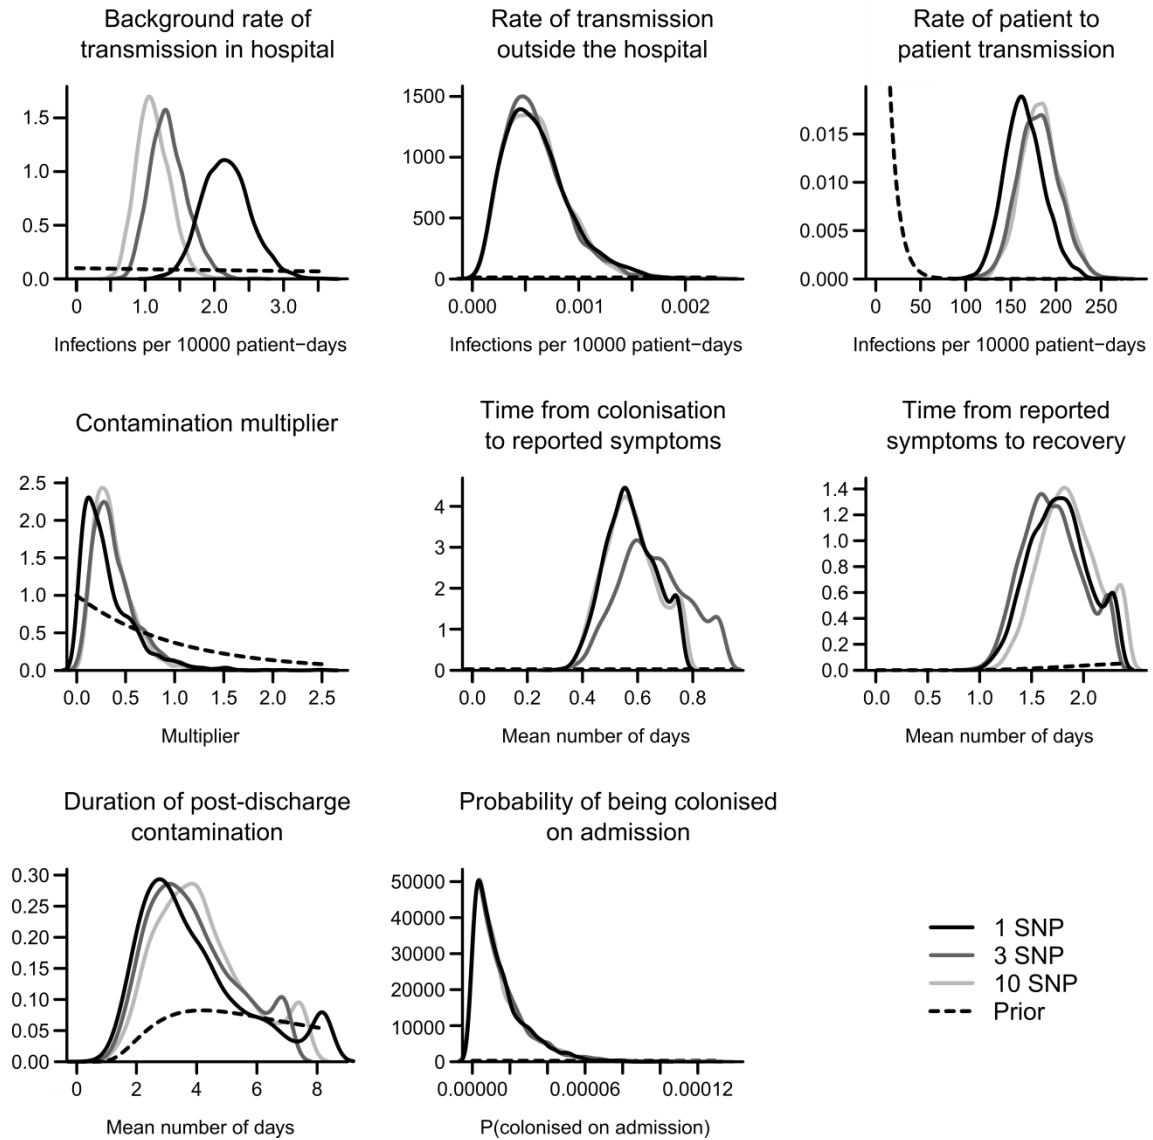 Background rate of
transmission in hospital
Rate of transmission
outside the hospital
Rate of patient to
patient transmission
1.5
1.0
0.5
0.0
0
1.0
2.0
3.0
Infections per 10000 patient−days
1500
1000
500
0
0.000
0.001
0.002
Infections per 10000 patient−days
0.015
0.010
0.005
0.000
0
50
100
150
200
250
Infections per 10000 patient−days
Contamination multiplier
Time from colonisation
to reported symptoms
Time from reported
symptoms to recovery
2.5
2.0
1.5
1.0
0.5
0.0
0.0
0.5
1.0
1.5
2.0
2.5
Multiplier
4
3
2
1
0
0.0
0.2
0.4
0.6
0.8
Mean number of days
1.4
1.2
1.0
0.8
0.6
0.4
0.2
0.0
0.0
0.5
1.0
2.0
Mean number of days
Duration of post-discharge
contamination
Probability of being colonised
on admission
0.30
0.25
0.20
0.15
0.10
0.05
0.00
0
2
4
6
8
Mean number of days
50000
40000
30000
20000
10000
0
0.00000
0.00006
0.00012
P(colonised on admission)
1 SNP
3 SNP
10 SNP
Prior